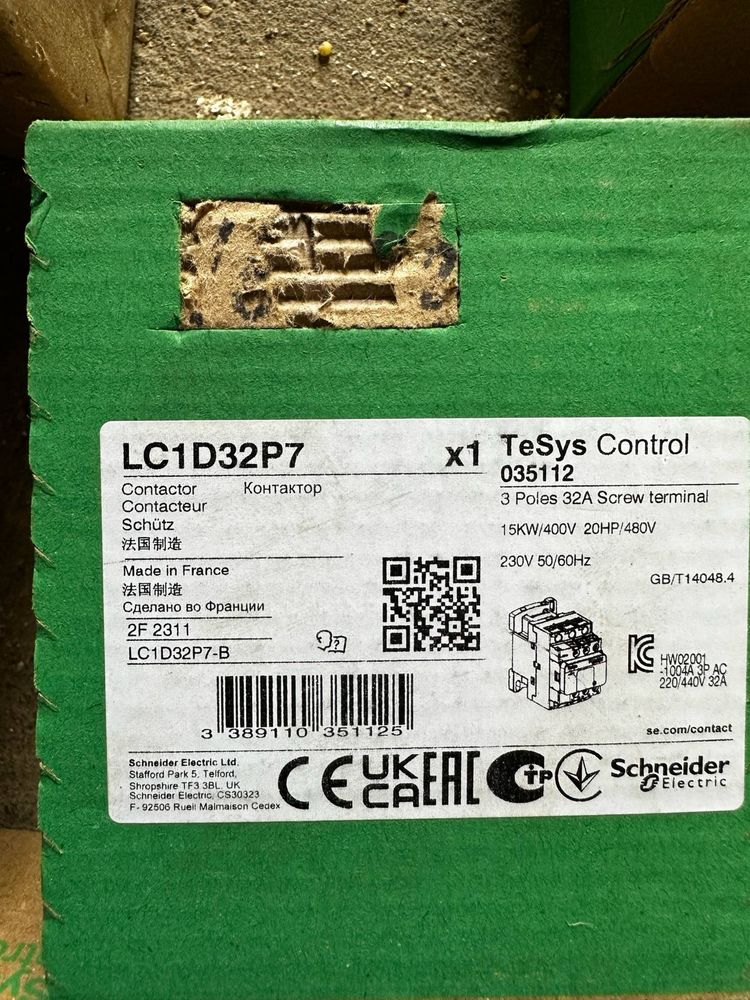 LC1D32P7 x1
Contactor Контактор
Contacteur
Schütz
法国制造
Made in France
法国制造
Сделано во Франции
2F 2311
LC1D32P7-B
3 389110 351125
TeSys Control
035112
3 Poles 32A Screw terminal
15KW/400V 20HP/480V
230V 50/60Hz
GB/T14048.4
HW02001
-1004A 3P AC
220/440V 32A
se.com/contact
Schneider Electric Ltd.
Stafford Park 5, Telford,
Shropshire TF3 3BL. UK
Schneider Electric, CS30323
F- 92506 Rueil Malmaison Cedex
CE UK
CA EAC TP
Schneider
Electric